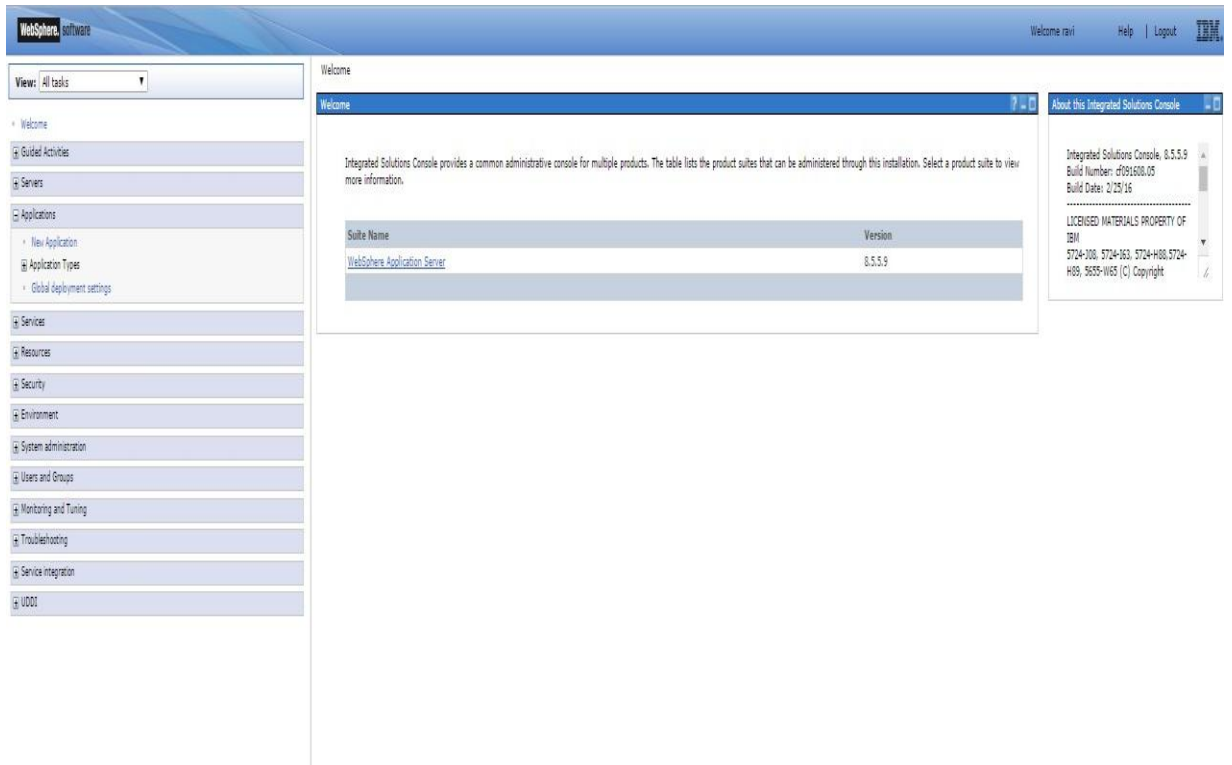 WebSphere. software
Welcome ravi Help | Logout IBM.
View: All tasks
Welcome
Guided Activities
Servers
Applications
New Application
Application Types
Global deployment settings
Services
Resources
Security
Environment
System administration
Users and Groups
Monitoring and Tuning
Troubleshooting
Service integration
UDDI
Welcome
Welcome
Integrated Solutions Console provides a common administrative console for multiple products. The table lists the product suites that can be administered through this installation. Select a product suite to view
more information.
Suite Name Version
WebSphere Application Server 8.5.5.9
About this Integrated Solutions Console
Integrated Solutions Console, 8.5.5.9
Build Number: cf091608.05
Build Date: 2/25/16
----------------------------------------
LICENSED MATERIALS PROPERTY OF
IBM
5724-J08, 5724-I63, 5724-H88,5724-
H89, 5655-W65 (C) Copyright